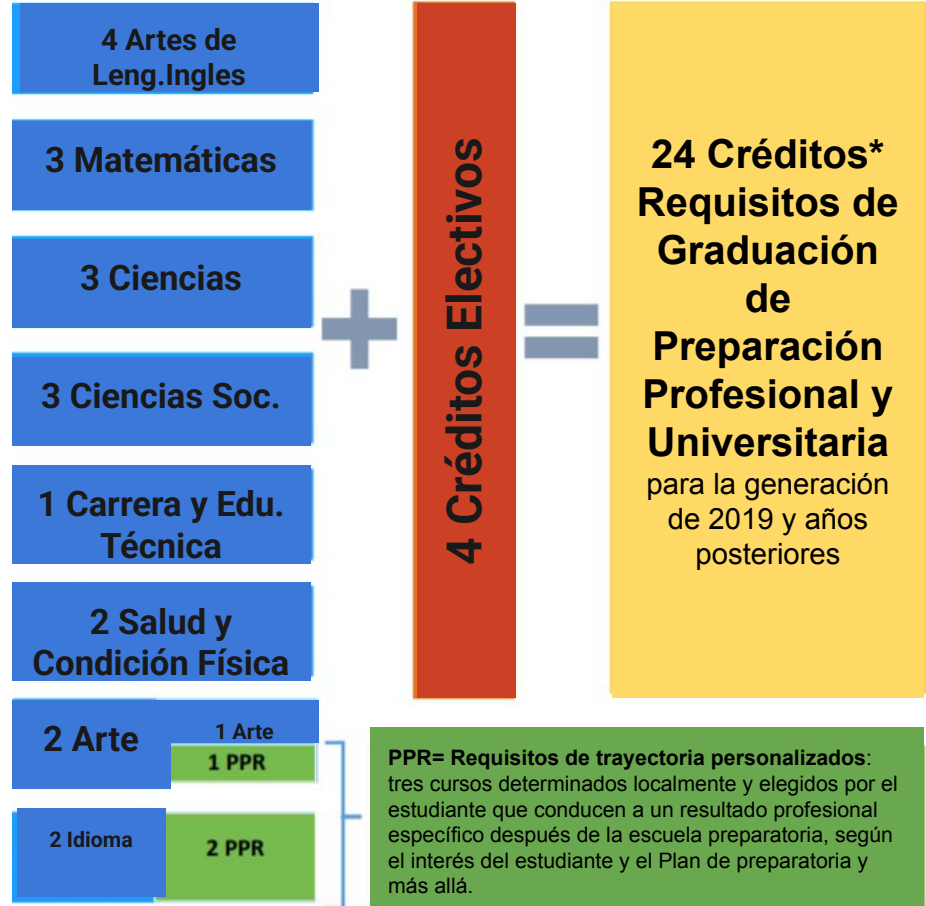 4 Artes de
Leng.Ingles
3 Matemáticas
3 Ciencias
3 Ciencias Soc.
1 Carrera y Edu.
Técnica
2 Salud y
Condición Física
2 Arte
1 Arte
1 PPR
2 Idioma
2 PPR
4 Créditos Electivos
24 Créditos*
Requisitos de
Graduación
de
Preparación
Profesional y
Universitaria
para la generación
de 2019 y años
posteriores
PPR= Requisitos de trayectoria personalizados:
tres cursos determinados localmente y elegidos por el
estudiante que conducen a un resultado profesional
específico después de la escuela preparatoria, según
el interés del estudiante y el Plan de preparatoria y
más allá.